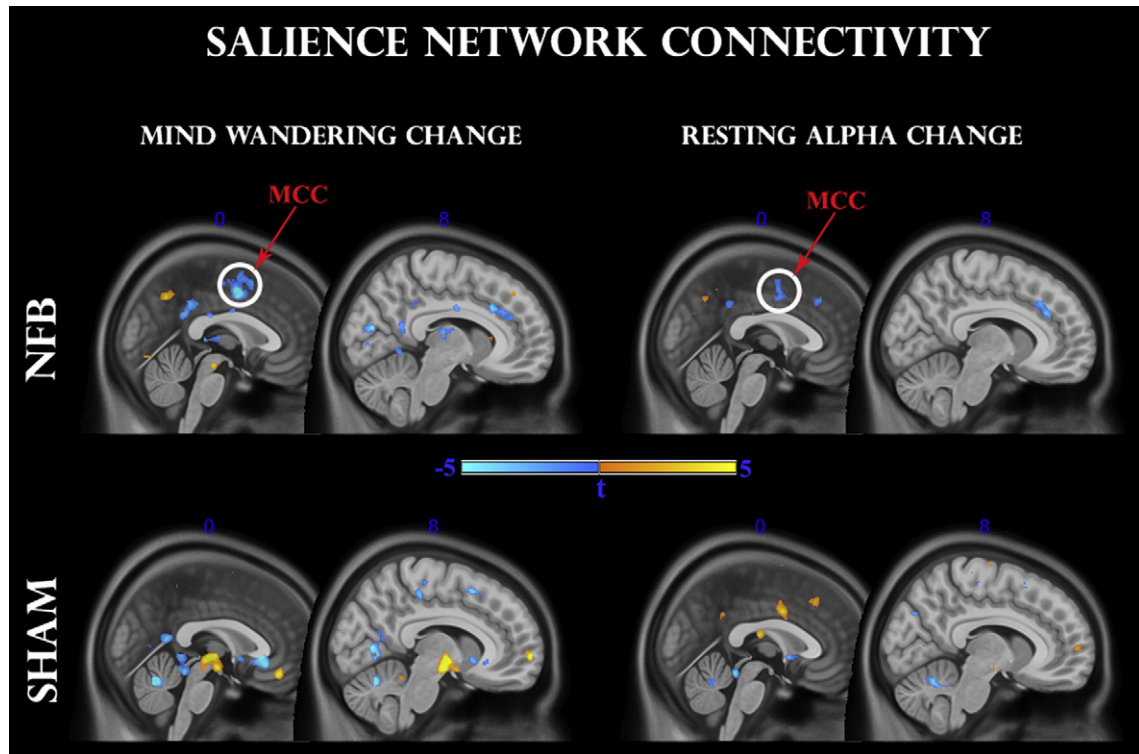 SALIENCE NETWORK CONNECTIVITY
MIND WANDERING CHANGE
RESTING ALPHA CHANGE
MCC
MCC
0
8
0
8
NFB
-5
5
t
0
8
0
8
SHAM